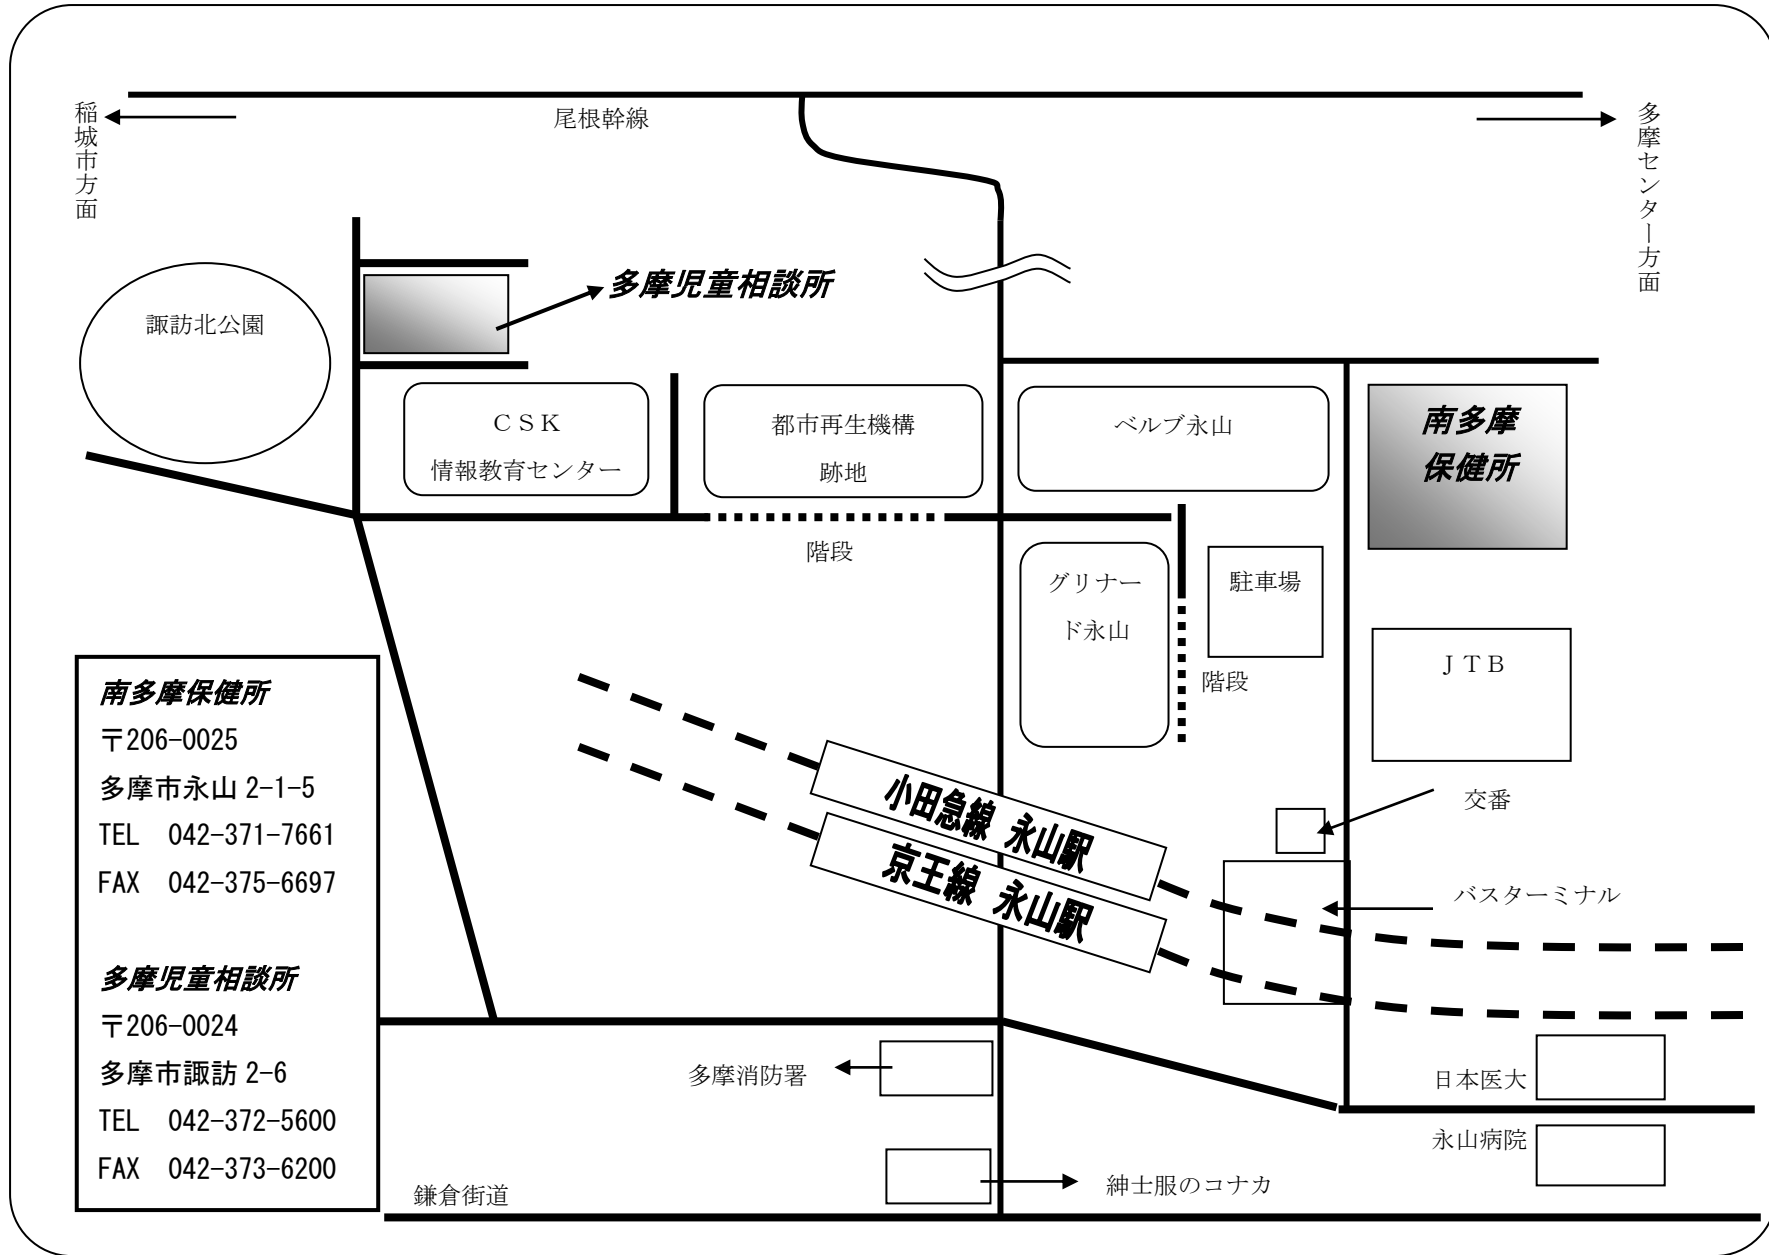 稲城市方面
尾根幹線
多摩センター方面
諏訪北公園
多摩児童相談所
ＣＳＫ
情報教育センター
都市再生機構
跡地
ベルブ永山
南多摩
保健所
階段
グリナー
ド永山
駐車場
階段
ＪＴＢ
小田急線 永山駅
京王線 永山駅
交番
バスターミナル
南多摩保健所
〒206-0025
多摩市永山 2-1-5
TEL 042-371-7661
FAX 042-375-6697
多摩児童相談所
〒206-0024
多摩市諏訪 2-6
TEL 042-372-5600
FAX 042-373-6200
多摩消防署
日本医大
永山病院
紳士服のコナカ
鎌倉街道